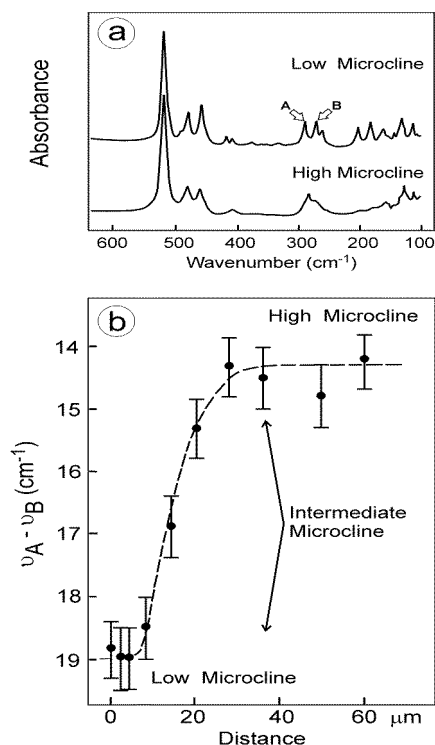 a
Low Microcline
A B
High Microcline
Absorbance
600 500 400 300 200 100
Wavenumber (cm⁻¹)
b
High Microcline
14
15
16
17
18
19
υA - υB (cm⁻¹)
Intermediate
Microcline
Low Microcline
0 20 40 60 μm
Distance